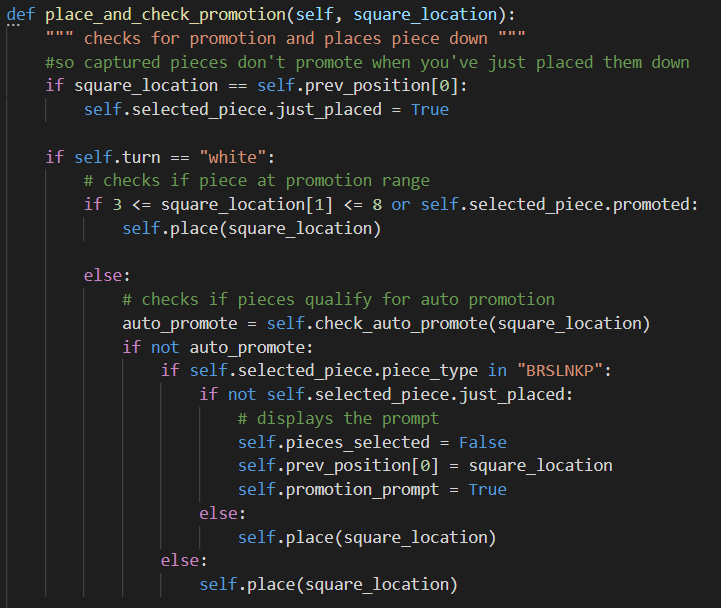 def place_and_check_promotion(self, square_location):
    """ checks for promotion and places piece down """
    #so captured pieces don't promote when you've just placed them down
    if square_location == self.prev_position[0]:
        self.selected_piece.just_placed = True

    if self.turn == "white":
        # checks if piece at promotion range
        if 3 <= square_location[1] <= 8 or self.selected_piece.promoted:
            self.place(square_location)

        else:
            # checks if pieces qualify for auto promotion
            auto_promote = self.check_auto_promote(square_location)
            if not auto_promote:
                if self.selected_piece.piece_type in "BRSLNKP":
                    if not self.selected_piece.just_placed:
                        # displays the prompt
                        self.pieces_selected = False
                        self.prev_position[0] = square_location
                        self.promotion_prompt = True
                    else:
                        self.place(square_location)
                else:
                    self.place(square_location)